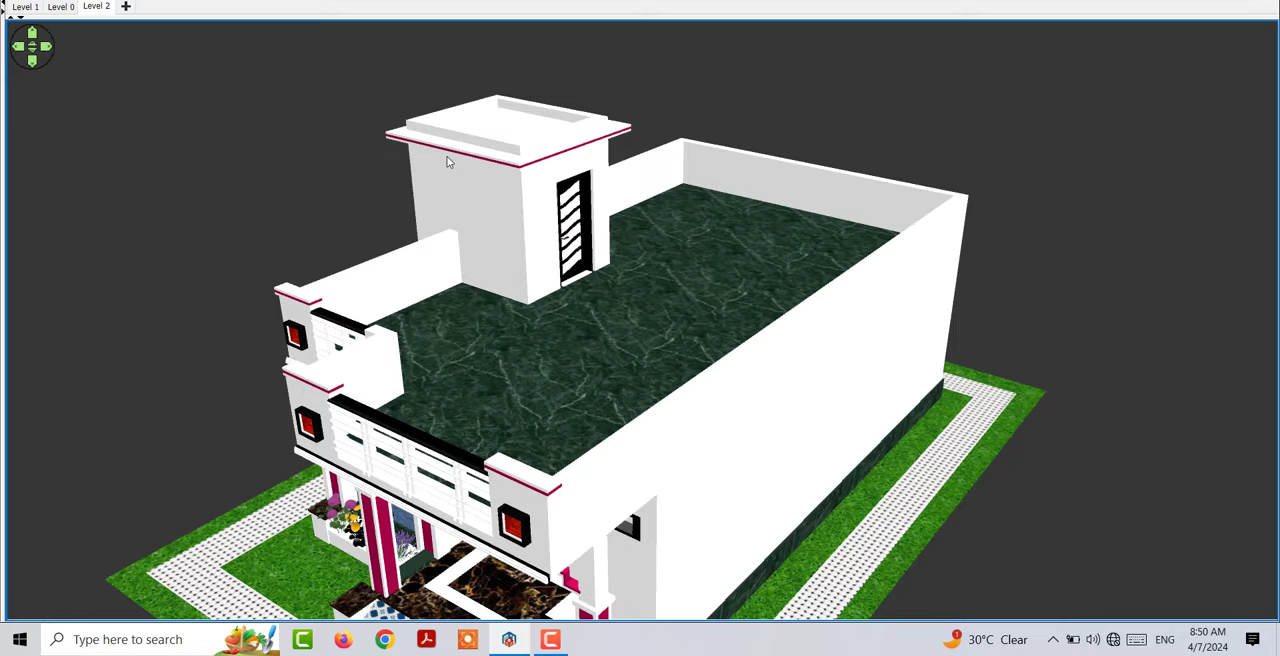 Level 1 Level 0 Level 2
Type here to search
1
30°C Clear
ENG
8:50 AM
4/7/2024